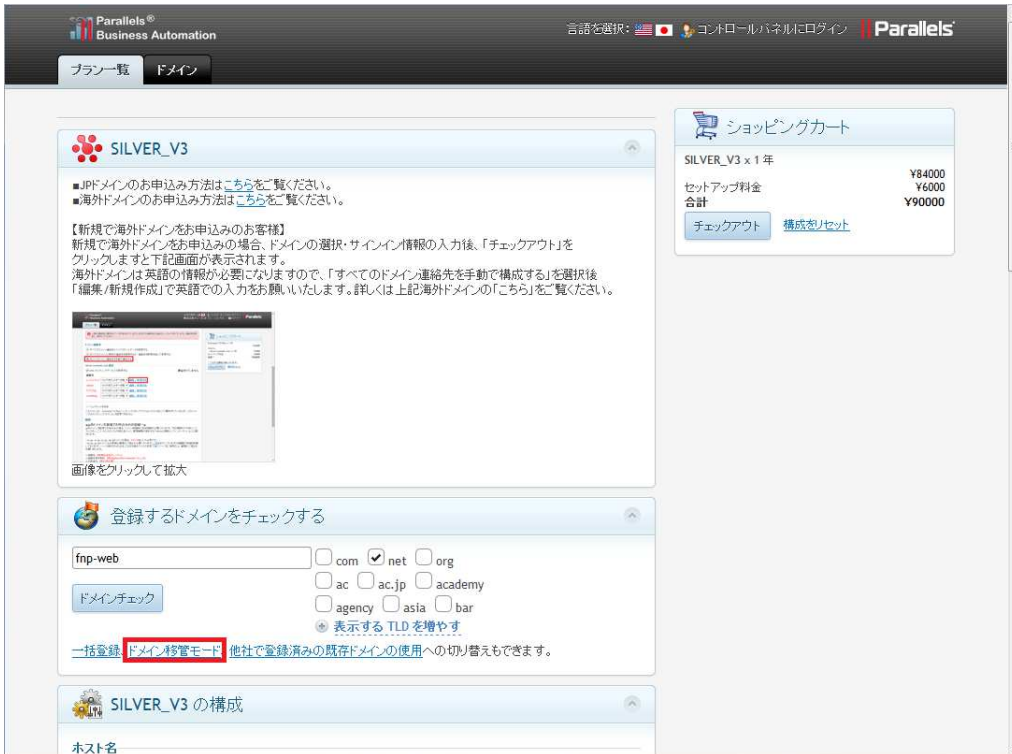 Parallels®
Business Automation
言語を選択: コントロールパネルにログイン Parallels
プラン一覧 ドメイン
SILVER_V3
■JPドメインのお申込み方法はこちらをご覧ください。
■海外ドメインのお申込み方法はこちらをご覧ください。
【新規で海外ドメインをお申込みのお客様】
新規で海外ドメインをお申込みの場合、ドメインの選択・サインイン情報の入力後、「チェックアウト」を
クリックしますと下記画面が表示されます。
海外ドメインは英語の情報が必要になりますので、「すべてのドメイン連絡先を手動で構成する」を選択後
「編集/新規作成」で英語での入力をお願いいたします。詳しくは上記海外ドメインの「こちら」をご覧ください。
画像をクリックして拡大
登録するドメインをチェックする
fnp-web
com net org
ac ac.jp academy
agency asia bar
ドメインチェック
表示する TLD を増やす
一括登録, ドメイン移管モード, 他社で登録済みの既存ドメインの使用への切り替えもできます。
SILVER_V3 の構成
ホスト名
ショッピングカート
SILVER_V3 x 1 年
¥84000
セットアップ料金 ¥6000
合計 ¥90000
チェックアウト 構成をリセット